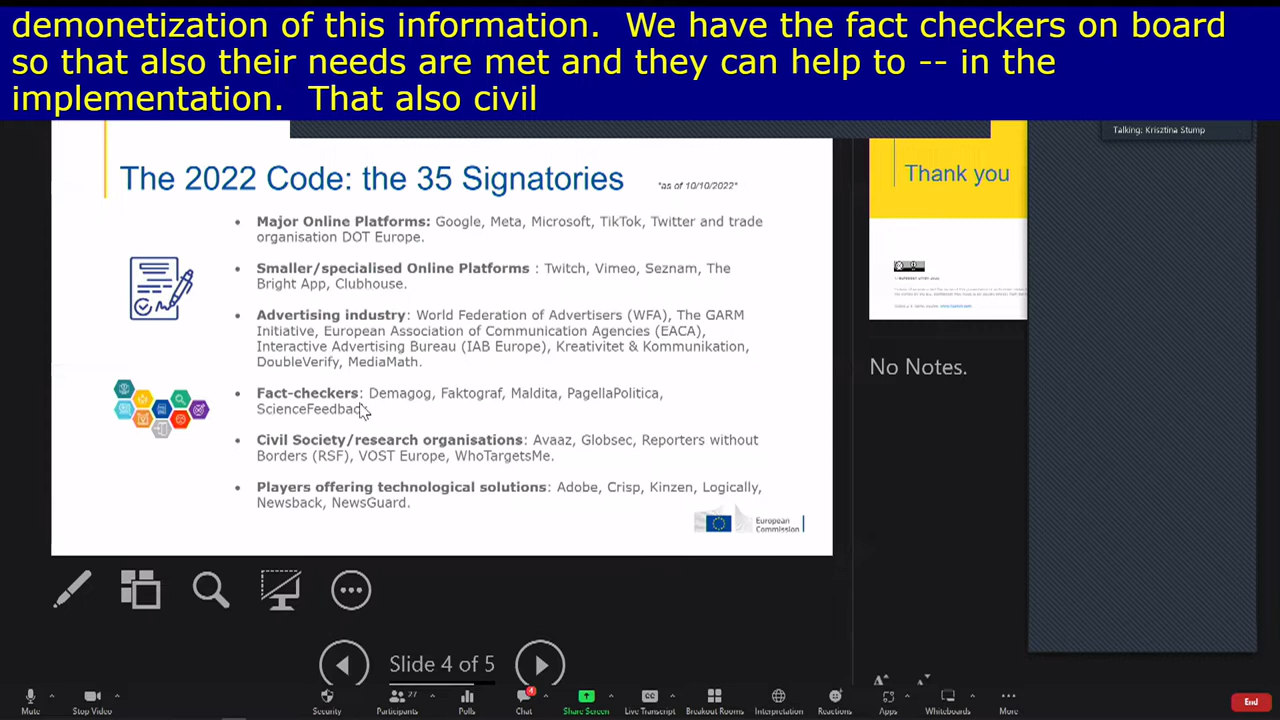 demonetization of this information.  We have the fact checkers on board
so that also their needs are met and they can help to -- in the
implementation.  That also civil
Talking: Krisztina Stump
The 2022 Code: the 35 Signatories
*as of 10/10/2022*
• Major Online Platforms: Google, Meta, Microsoft, TikTok, Twitter and trade
organisation DOT Europe.
• Smaller/specialised Online Platforms : Twitch, Vimeo, Seznam, The
Bright App, Clubhouse.
• Advertising industry: World Federation of Advertisers (WFA), The GARM
Initiative, European Association of Communication Agencies (EACA),
Interactive Advertising Bureau (IAB Europe), Kreativitet & Kommunikation,
DoubleVerify, MediaMath.
• Fact-checkers: Demagog, Faktograf, Maldita, PagellaPolitica,
ScienceFeedback.
• Civil Society/research organisations: Avaaz, Globsec, Reporters without
Borders (RSF), VOST Europe, WhoTargetsMe.
• Players offering technological solutions: Adobe, Crisp, Kinzen, Logically,
Newsback, NewsGuard.
European
Commission
Thank you
No Notes.
Slide 4 of 5
Mute
Stop Video
Security
Participants
27
Polls
Chat
4
Share Screen
Live Transcript
Breakout Rooms
Interpretation
Reactions
Apps
Whiteboards
More
End